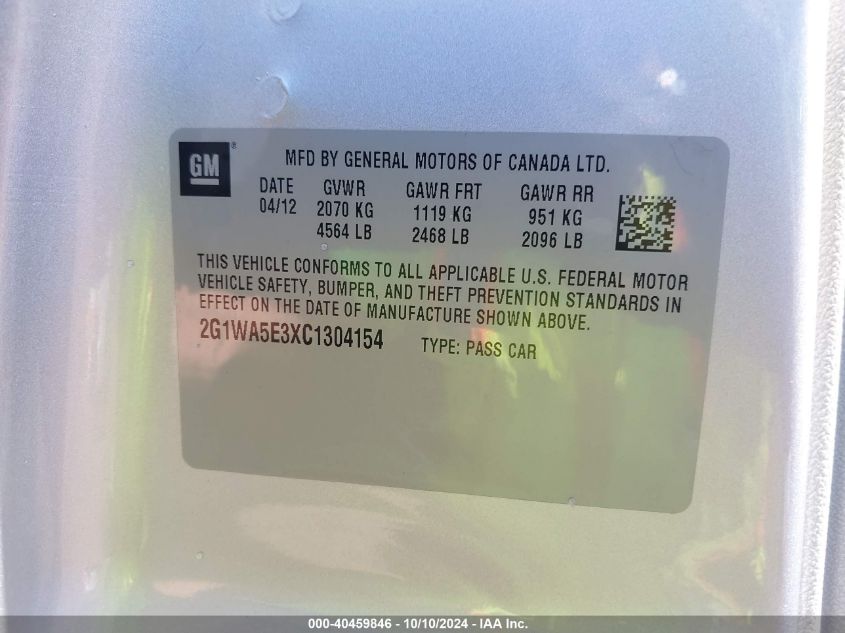 GM ®
MFD BY GENERAL MOTORS OF CANADA LTD.
DATE GVWR GAWR FRT GAWR RR
04/12 2070 KG 1119 KG 951 KG
4564 LB 2468 LB 2096 LB
THIS VEHICLE CONFORMS TO ALL APPLICABLE U.S. FEDERAL MOTOR
VEHICLE SAFETY, BUMPER, AND THEFT PREVENTION STANDARDS IN
EFFECT ON THE DATE OF MANUFACTURE SHOWN ABOVE.
2G1WA5E3XC1304154 TYPE: PASS CAR
000-40459846 - 10/10/2024 - IAA Inc.